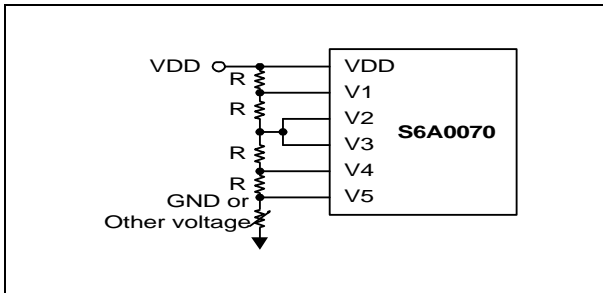 VDD VDD
R V1
R V2
S6A0070
V3
R V4
R V5
GND or
Other voltage